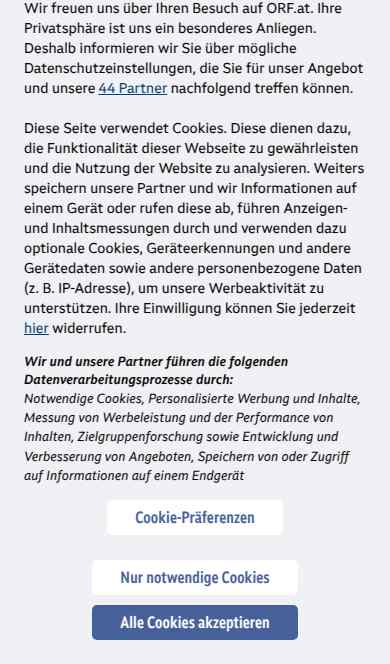 Wir freuen uns über Ihren Besuch auf ORF.at. Ihre
Privatsphäre ist uns ein besonderes Anliegen.
Deshalb informieren wir Sie über mögliche
Datenschutzeinstellungen, die Sie für unser Angebot
und unsere 44 Partner nachfolgend treffen können.
Diese Seite verwendet Cookies. Diese dienen dazu,
die Funktionalität dieser Webseite zu gewährleisten
und die Nutzung der Website zu analysieren. Weiters
speichern unsere Partner und wir Informationen auf
einem Gerät oder rufen diese ab, führen Anzeigen-
und Inhaltsmessungen durch und verwenden dazu
optionale Cookies, Geräteerkennungen und andere
Gerätedaten sowie andere personenbezogene Daten
(z. B. IP-Adresse), um unsere Werbeaktivität zu
unterstützen. Ihre Einwilligung können Sie jederzeit
hier widerrufen.
Wir und unsere Partner führen die folgenden
Datenverarbeitungsprozesse durch:
Notwendige Cookies, Personalisierte Werbung und Inhalte,
Messung von Werbeleistung und der Performance von
Inhalten, Zielgruppenforschung sowie Entwicklung und
Verbesserung von Angeboten, Speichern von oder Zugriff
auf Informationen auf einem Endgerät
Cookie-Präferenzen
Nur notwendige Cookies
Alle Cookies akzeptieren